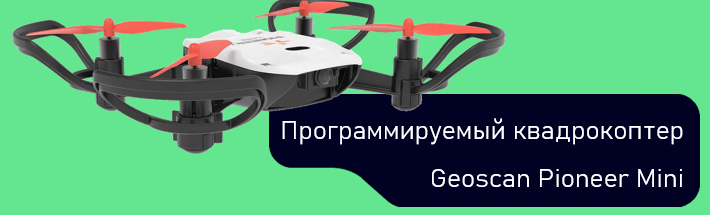 Программируемый квадрокоптер
Geoscan Pioneer Mini